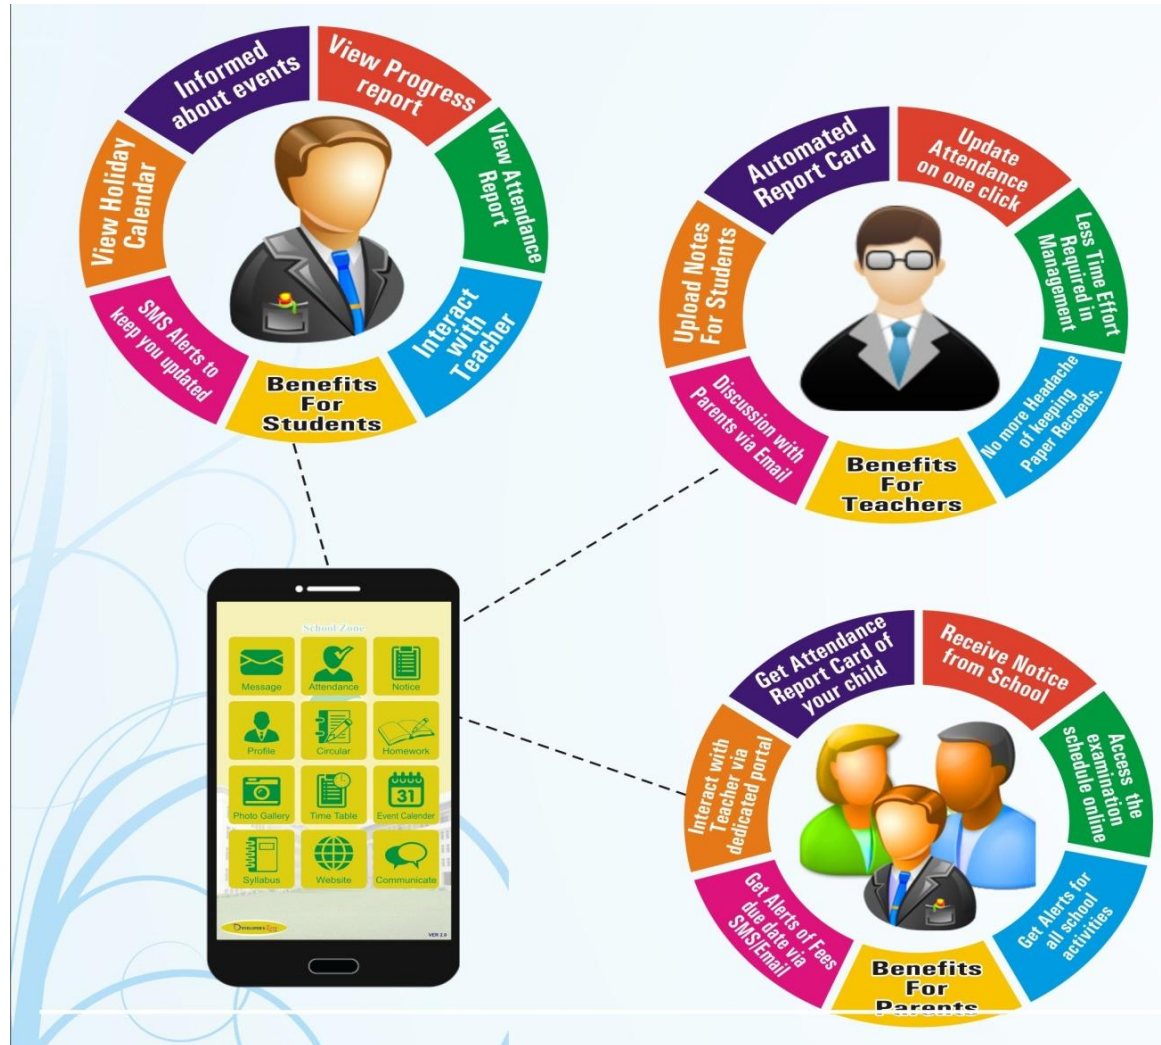 Informed
about events
View Progress
report
View Attendance
Report
Interact
with
Teacher
Benefits
For
Students
SMS Alerts to
keep you updated
View Holiday
Calendar
Automated
Report Card
Update
Attendance
on one click
Less Time Effort
Required in
Management
No more Headache
of keeping
Paper Recoeds.
Benefits
For
Teachers
Discussion with
Parents via Email
Upload Notes
For Students
School Zone
Message
Attendance
Notice
Profile
Circular
Homework
Photo Gallery
Time Table
31
Event Calender
Syllabus
Website
Communicate
VER 2.0
Get Attendance
Report Card of
your child
Receive Notice
from School
Access the
examination
schedule online
Get Alerts for
all school
activities
Benefits
For
Parents
Get Alerts of Fees
due date via
SMS/Email
Interact with
Teacher via
dedicated portal